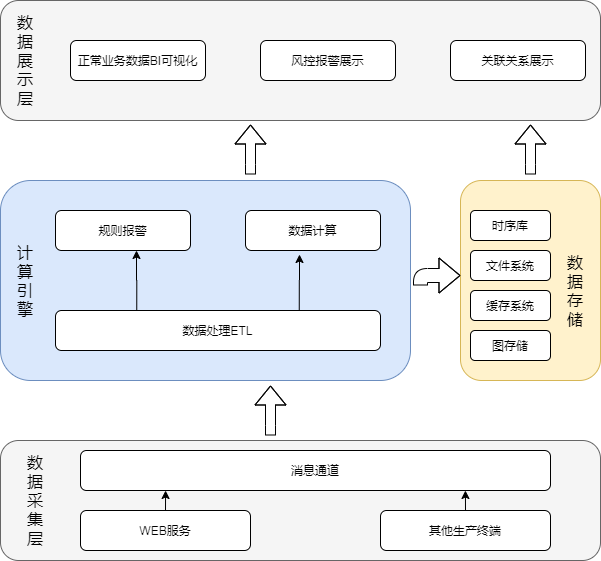 数据展示层
正常业务数据BI可视化
风控报警展示
关联关系展示
计算引擎
规则报警
数据计算
数据处理ETL
时序库
文件系统
缓存系统
图存储
数据存储
数据采集层
消息通道
WEB服务
其他生产终端